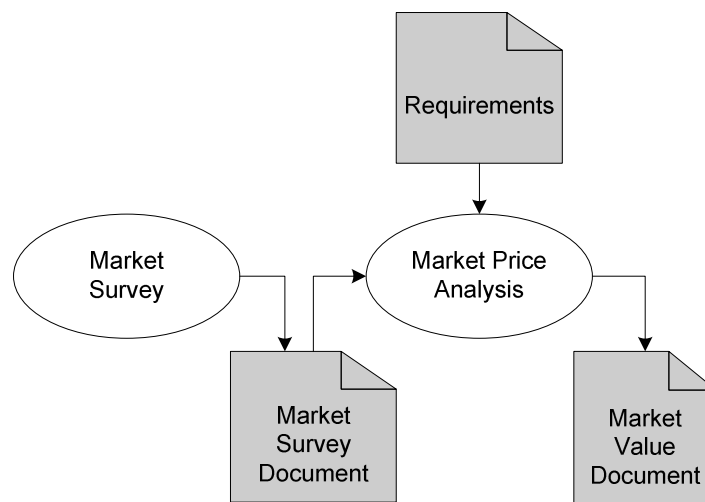 Requirements
Market
Survey
Market Price
Analysis
Market
Survey
Document
Market
Value
Document